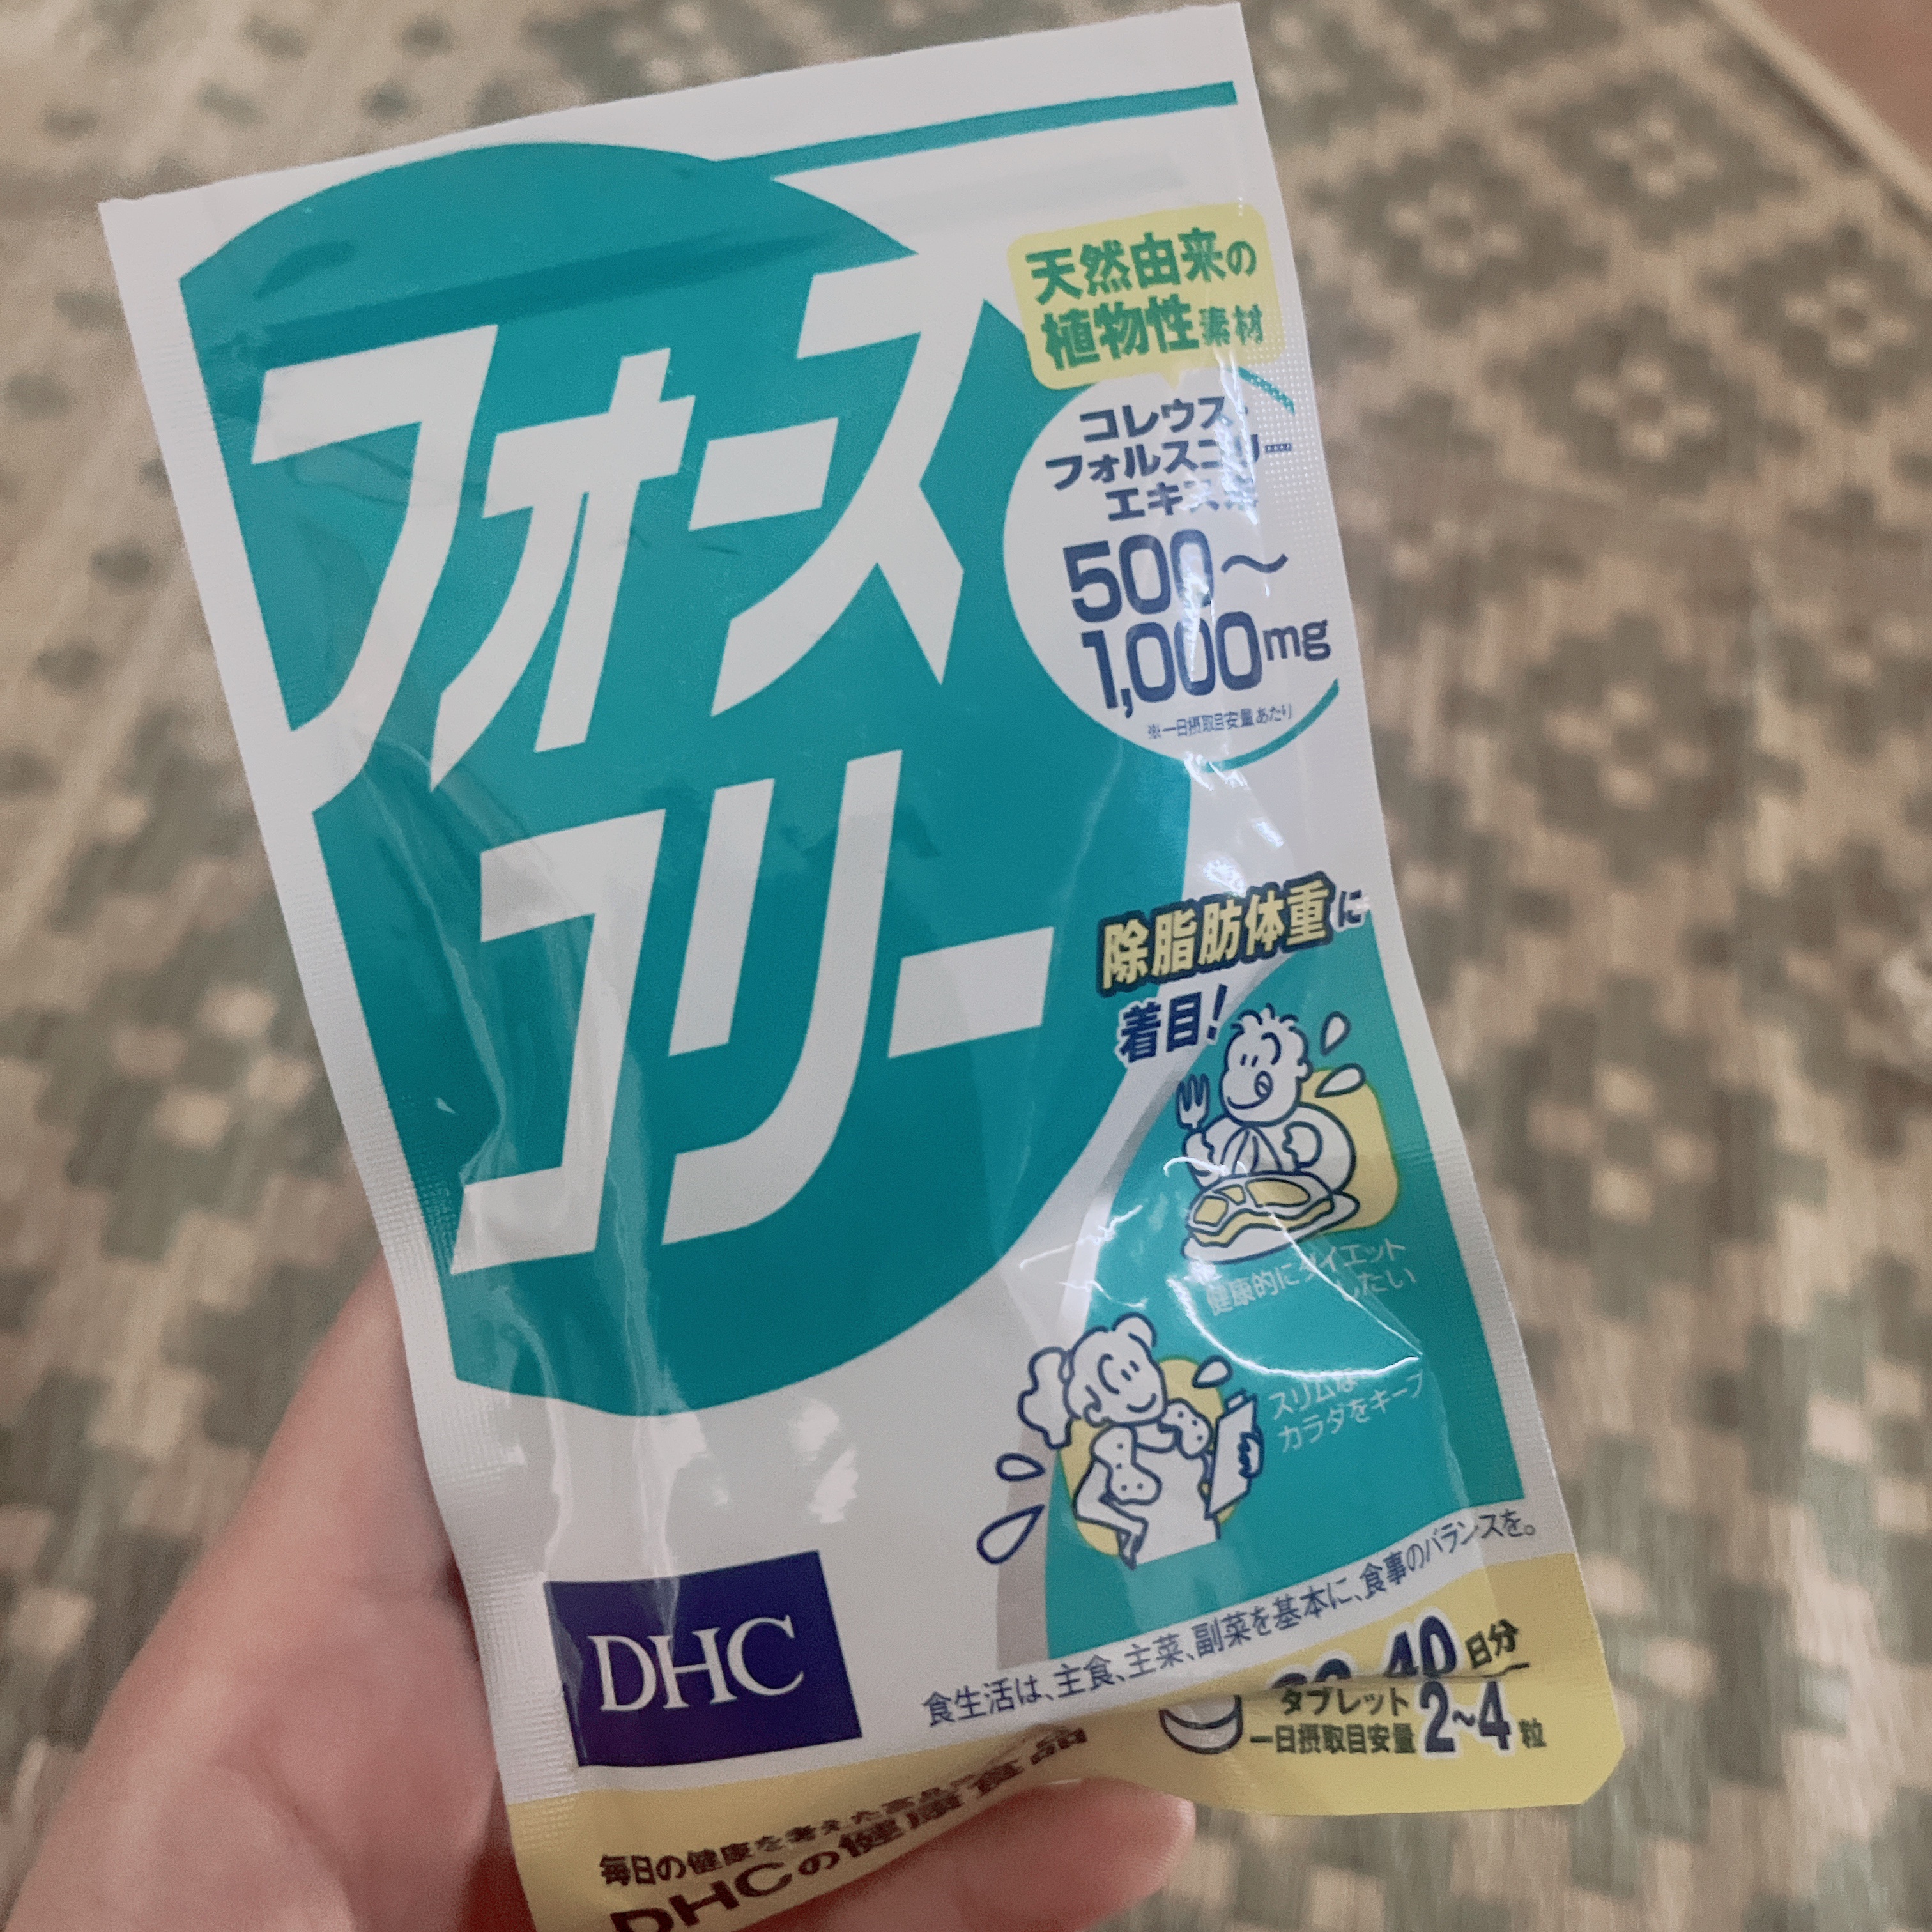 フォース
コリー
天然由来の
植物性素材
コレウス・
フォルスコリー
エキス末
500〜
1,000mg
※一日摂取目安量あたり
除脂肪体重に
着目!
健康的にダイエット
したい
スリムな
カラダをキープ
DHC
食生活は、主食、主菜、副菜を基本に、食事のバランスを。
40日分
タブレット
一日摂取目安量 2~4粒
毎日の健康を考えた高品
DHCの健康食品